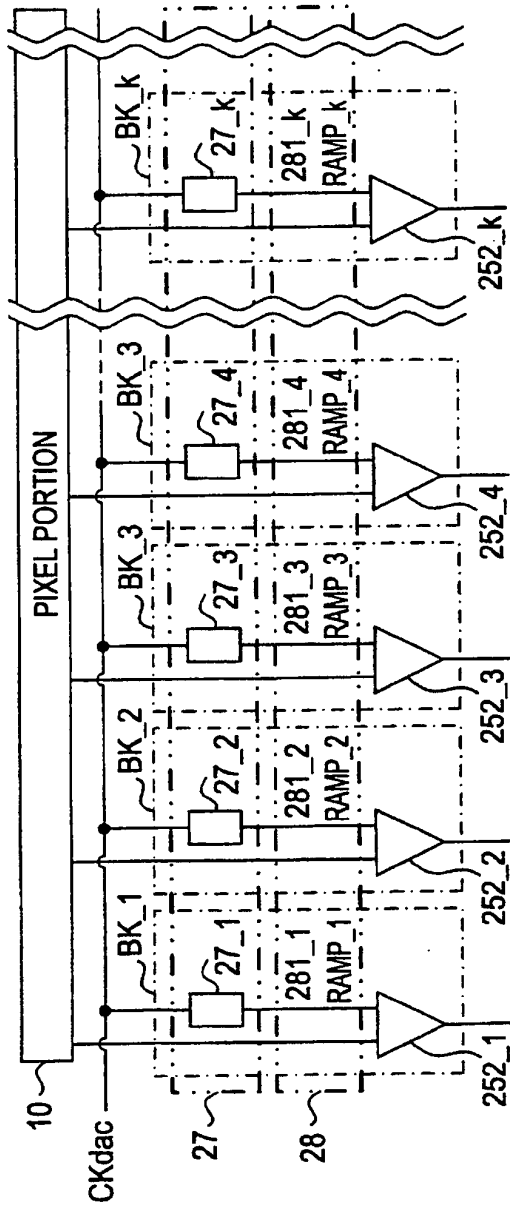 PIXEL PORTION
10
CKdac
BK_1
BK_2
BK_3
BK_3
BK_k
27
27_1
27_2
27_3
27_4
27_k
28
281_1
281_2
281_3
281_4
281_k
RAMP_1
RAMP_2
RAMP_3
RAMP_4
RAMP_k
252_1
252_2
252_3
252_4
252_k